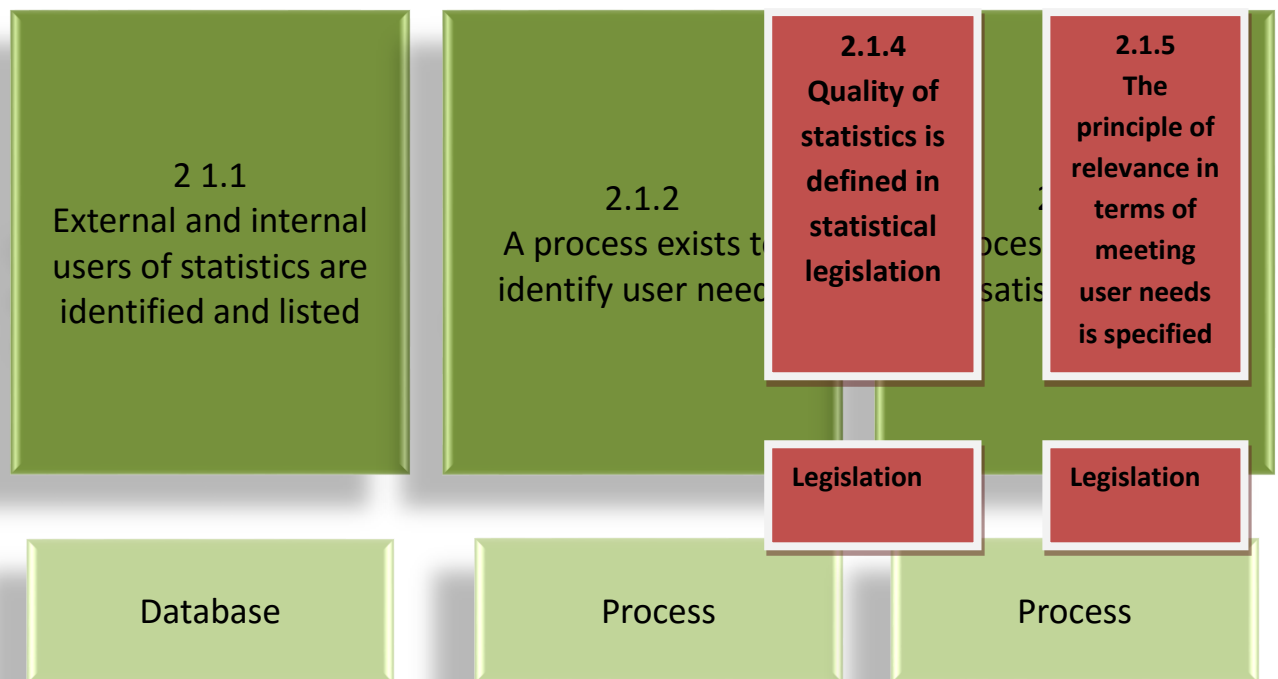 2 1.1
External and internal
users of statistics are
identified and listed
2.1.2
A process exists
identify user
2.1.4
Quality of
statistics is
defined in
statistical
legislation
2.1.5
The
principle of
relevance in
terms of
meeting
user needs
is specified
Legislation
Legislation
Database
Process
Process